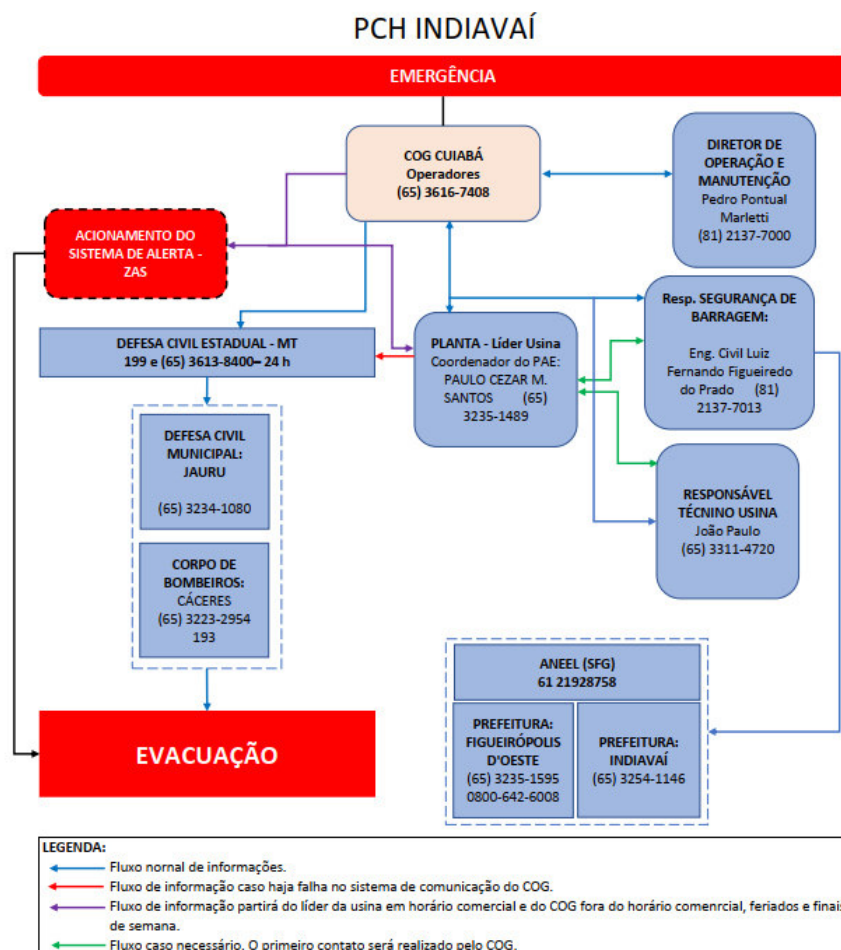 PCH INDIAVAÍ
EMERGÊNCIA
COG CUIABÁ
Operadores
(65) 3616-7408
DIRETOR DE
OPERAÇÃO E
MANUTENÇÃO
Pedro Pontual
Marletti
(81) 2137-7000
ACIONAMENTO DO
SISTEMA DE ALERTA -
ZAS
DEFESA CIVIL ESTADUAL - MT
199 e (65) 3613-8400– 24 h
PLANTA - Líder Usina
Coordenador do PAE:
PAULO CEZAR M.
SANTOS (65)
3235-1489
Resp. SEGURANÇA DE
BARRAGEM:
Eng. Civil Luiz
Fernando Figueiredo
do Prado (81)
2137-7013
DEFESA CIVIL
MUNICIPAL:
JAURU
(65) 3234-1080
RESPONSÁVEL
TÉCNINO USINA
João Paulo
(65) 3311-4720
CORPO DE
BOMBEIROS:
CÁCERES
(65) 3223-2954
193
ANEEL (SFG)
61 21928758
PREFEITURA:
FIGUEIRÓPOLIS
D'OESTE
(65) 3235-1595
0800-642-6008
PREFEITURA:
INDIAVAÍ
(65) 3254-1146
EVACUAÇÃO
LEGENDA:
Fluxo nornal de informações.
Fluxo de informação caso haja falha no sistema de comunicação do COG.
Fluxo de informação partirá do líder da usina em horário comercial e do COG fora do horário comenrcial, feriados e finais
de semana.
Fluxo caso necessário. O primeiro contato será realizado pelo COG.